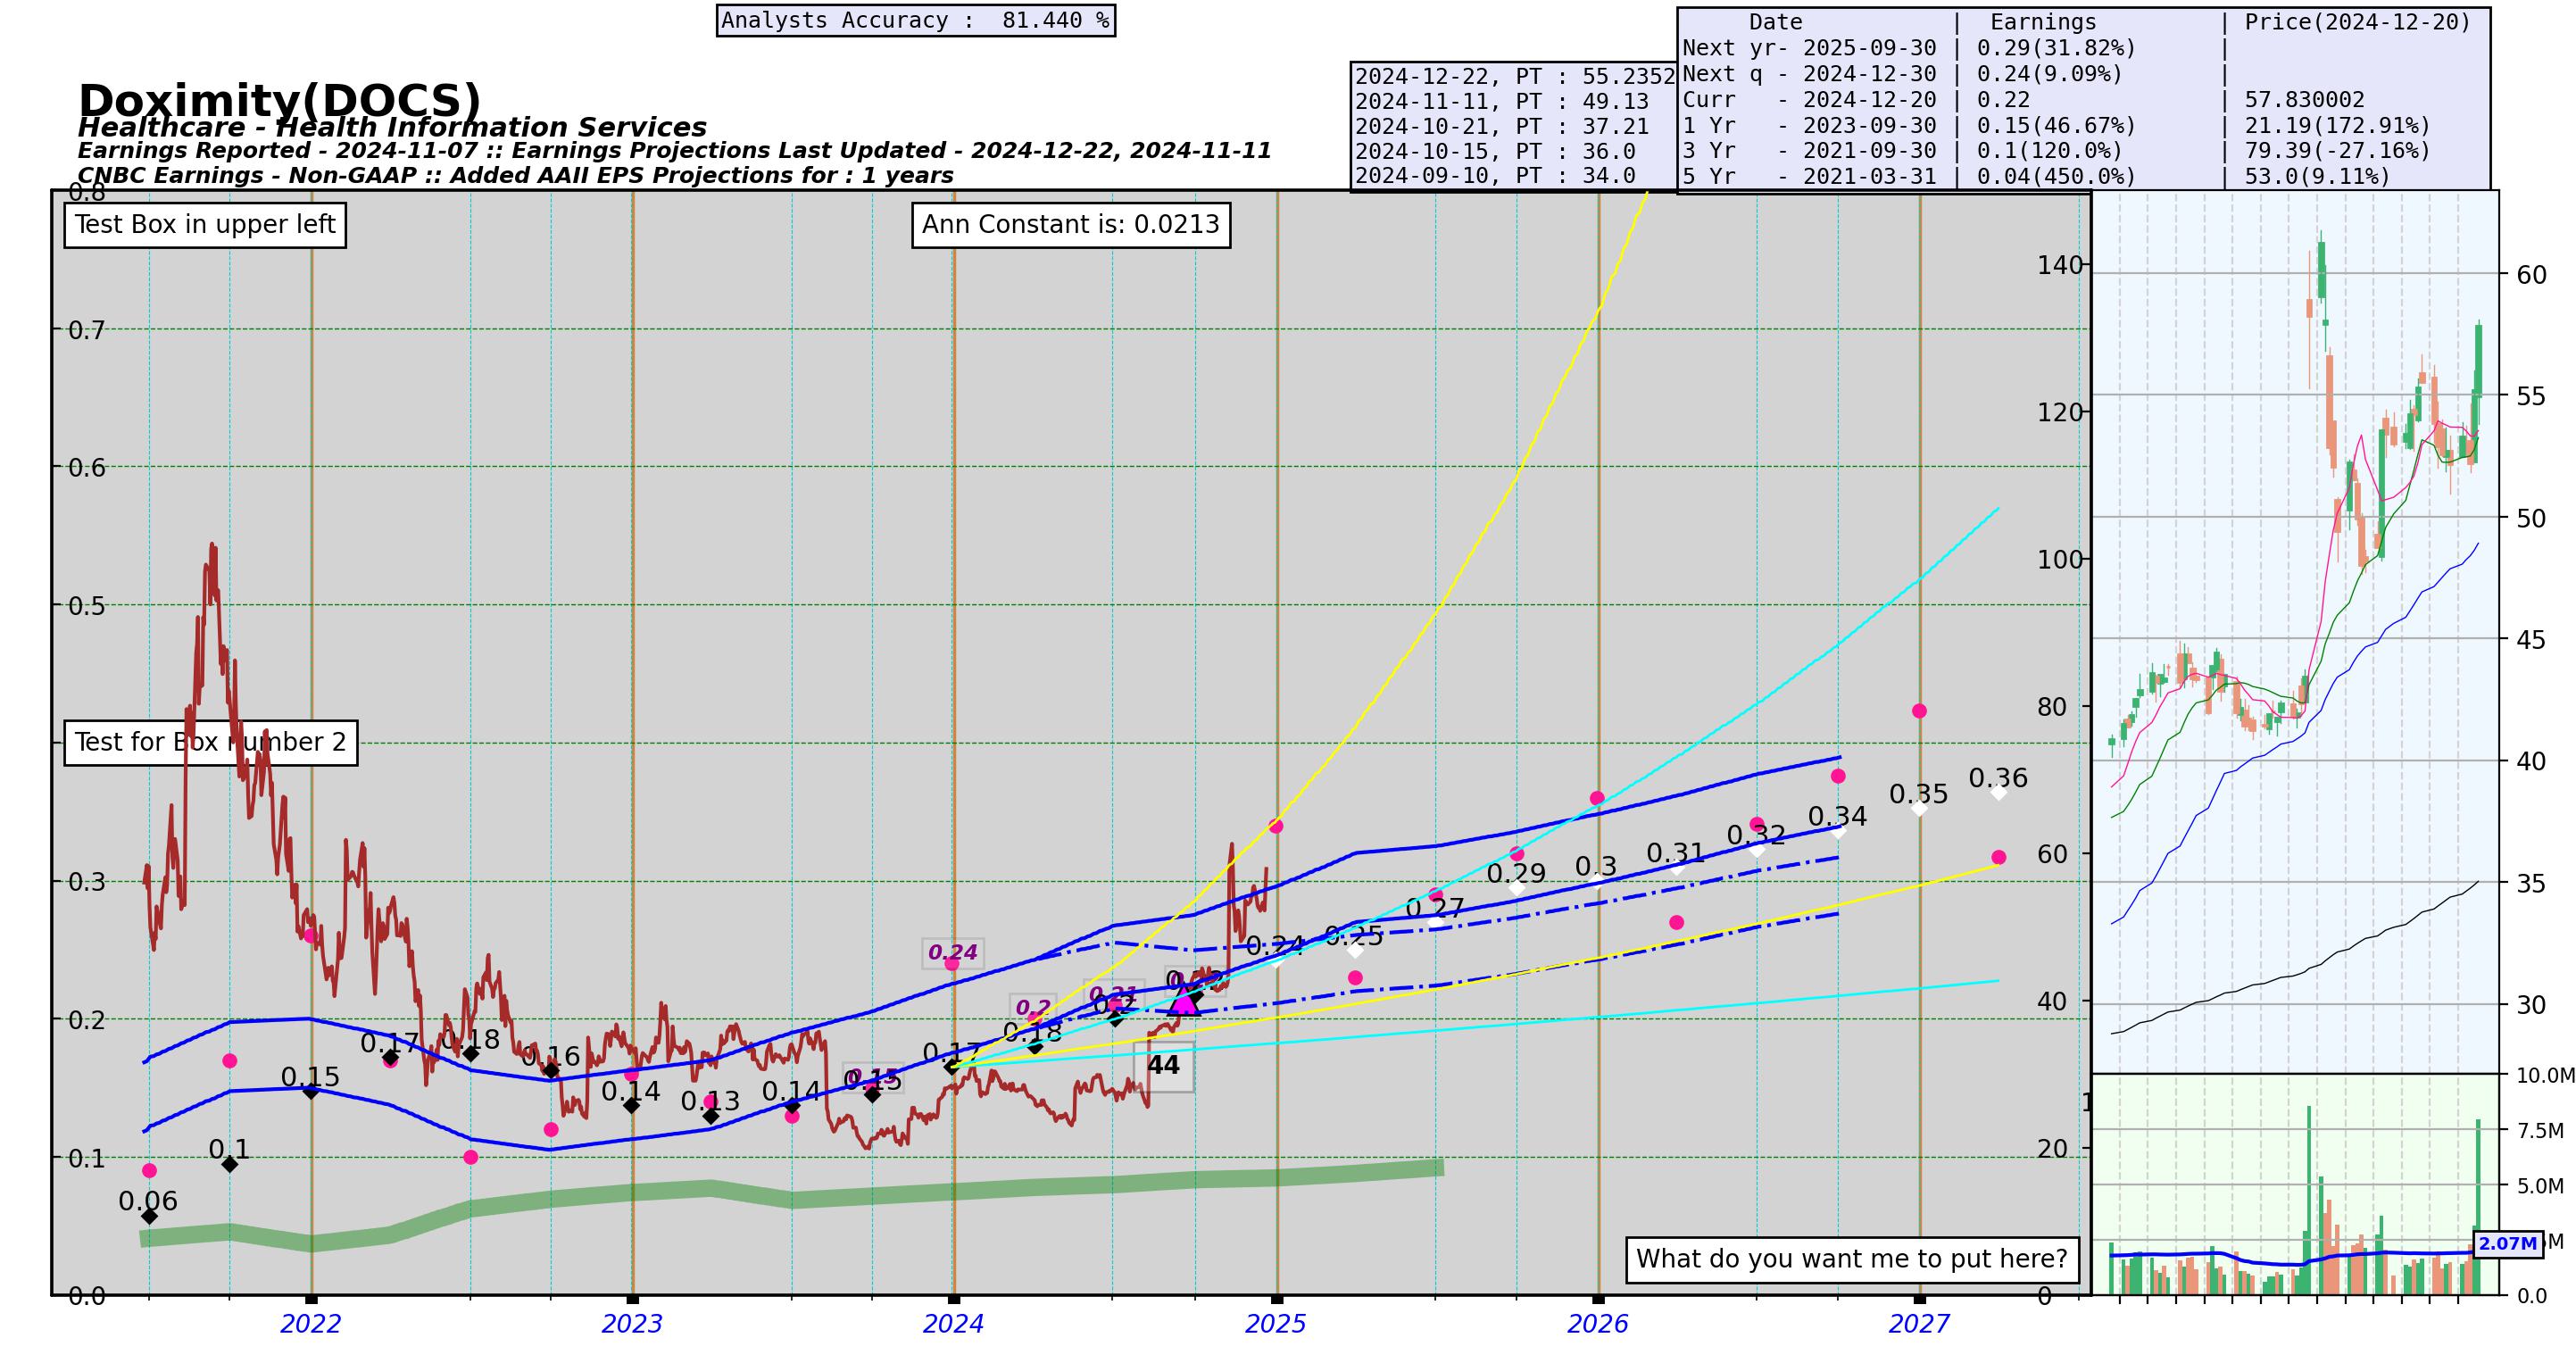 Analysts Accuracy :  81.440 %
Date | Earnings | Price(2024-12-20)
Next yr- 2025-09-30 | 0.29(31.82%) |
Next q - 2024-12-30 | 0.24(9.09%) |
Curr - 2024-12-20 | 0.22 | 57.830002
1 Yr - 2023-09-30 | 0.15(46.67%) | 21.19(172.91%)
3 Yr - 2021-09-30 | 0.1(120.0%) | 79.39(-27.16%)
5 Yr - 2021-03-31 | 0.04(450.0%) | 53.0(9.11%)
2024-12-22, PT : 55.2352
2024-11-11, PT : 49.13
2024-10-21, PT : 37.21
2024-10-15, PT : 36.0
2024-09-10, PT : 34.0
Doximity(DOCS)
Healthcare - Health Information Services
Earnings Reported - 2024-11-07 :: Earnings Projections Last Updated - 2024-12-22, 2024-11-11
CNBC Earnings - Non-GAAP :: Added AAII EPS Projections for : 1 years
Test Box in upper left
Ann Constant is: 0.0213
Test for Box number 2
What do you want me to put here?
0.8
0.7
0.6
0.5
0.3
0.2
0.1
0.0
0.06
0.1
0.15
0.17
0.18
0.16
0.14
0.13
0.14
0.15
0.17
0.18
0.2
0.24
0.25
0.27
0.29
0.3
0.31
0.32
0.34
0.35
0.36
0.24
0.2
0.21
44
140
120
100
80
60
40
20
0
60
55
50
45
40
35
30
10.0M
7.5M
5.0M
2.07M
0.0
2022
2023
2024
2025
2026
2027